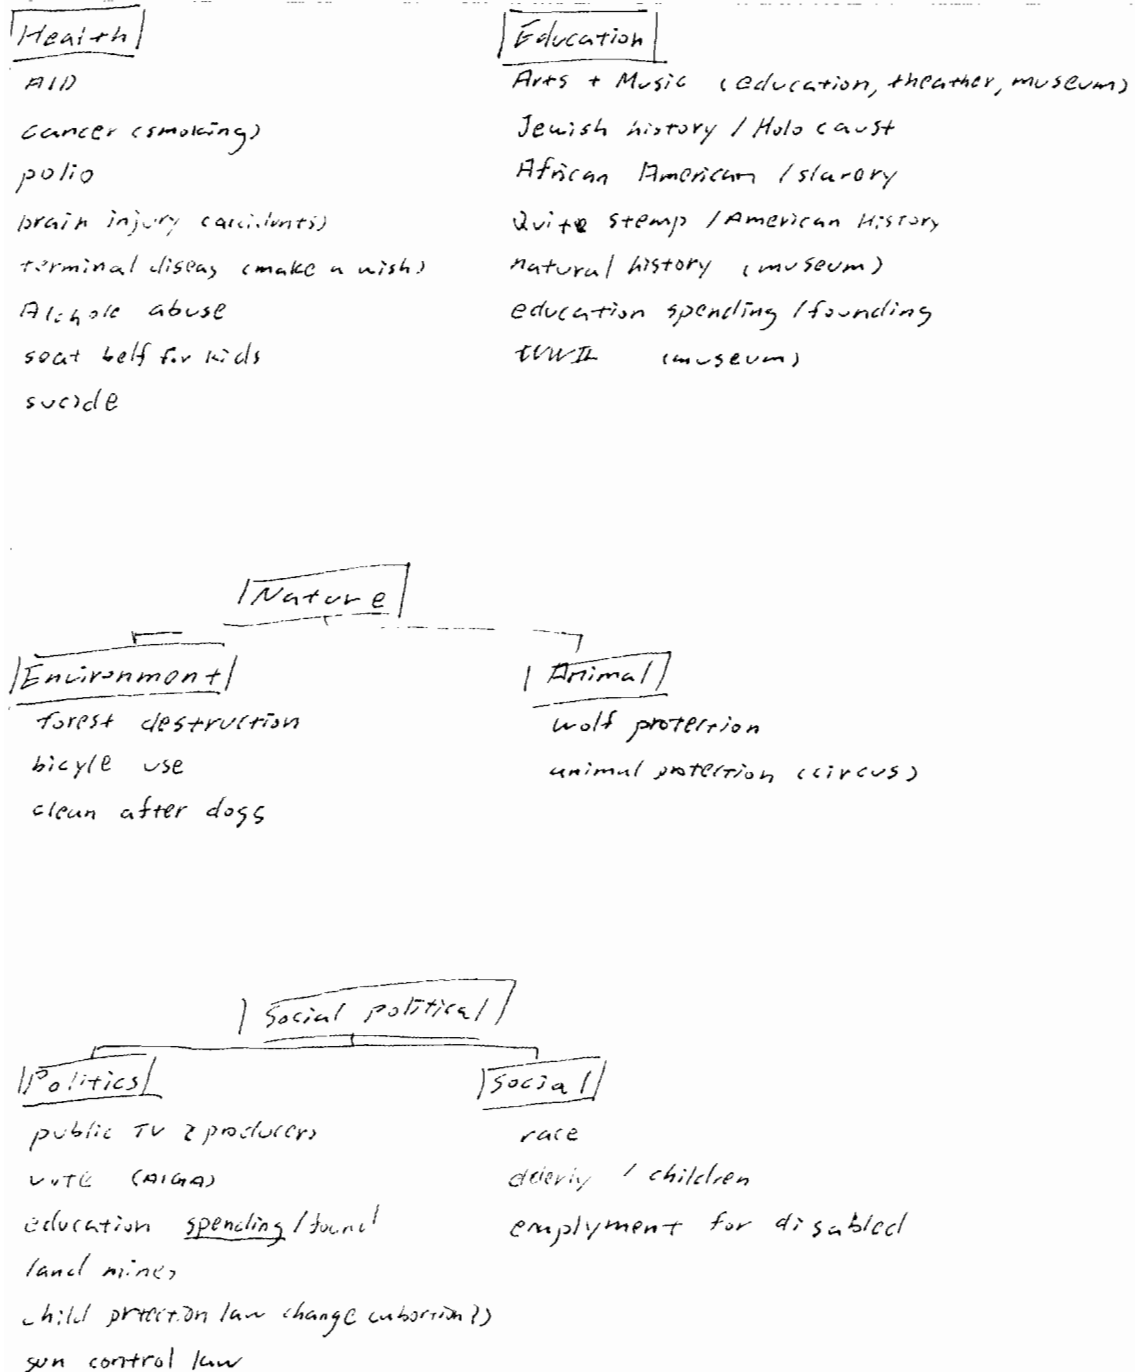 Health
AID
cancer (smoking)
polio
brain injury (accidents)
terminal diseas (make a wish)
Alchole abuse
seat belf for kids
sucide
Education
Arts + Music (education, theather, museum)
Jewish history / Holocaust
African American / slavery
Quite stemp / American History
natural history (museum)
education spending / founding
WWII (museum)
Nature
Environment
forest destruction
bicyle use
clean after dogs
Animal
wolf protection
animal protection (circus)
Social political
Politics
public TV & producers
vote (AIGA)
education spending / found
land mines
child prtection law change (abortion?)
gun control law
Social
race
elderly / children
emplyment for disabled